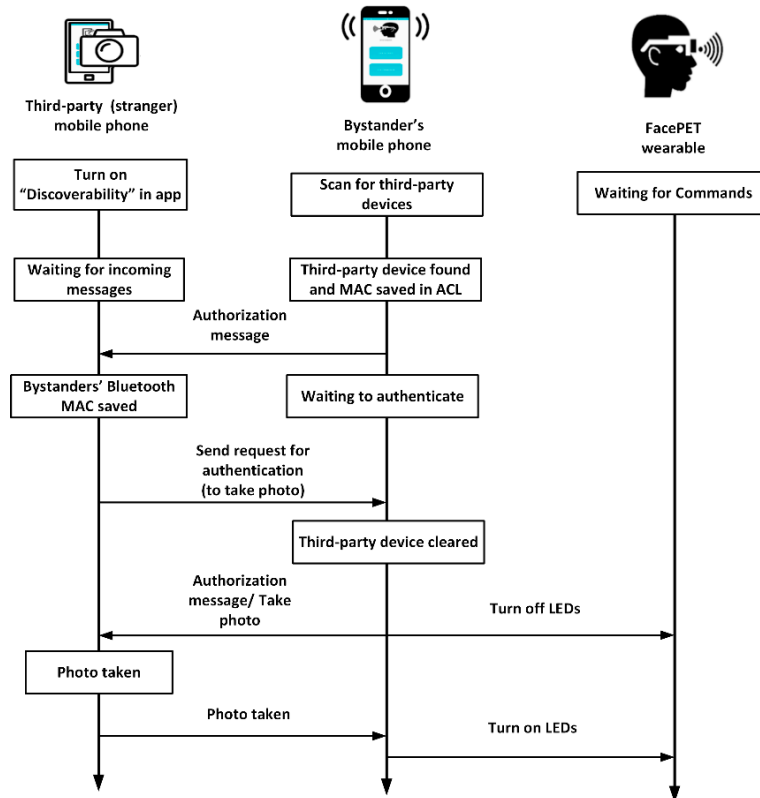 Third-party (stranger)
mobile phone
Bystander's
mobile phone
FacePET
wearable
Turn on
“Discoverability” in app
Scan for third-party
devices
Waiting for Commands
Waiting for incoming
messages
Third-party device found
and MAC saved in ACL
Authorization
message
Bystanders’ Bluetooth
MAC saved
Waiting to authenticate
Send request for
authentication
(to take photo)
Third-party device cleared
Authorization
message/ Take
photo
Turn off LEDs
Photo taken
Photo taken
Turn on LEDs